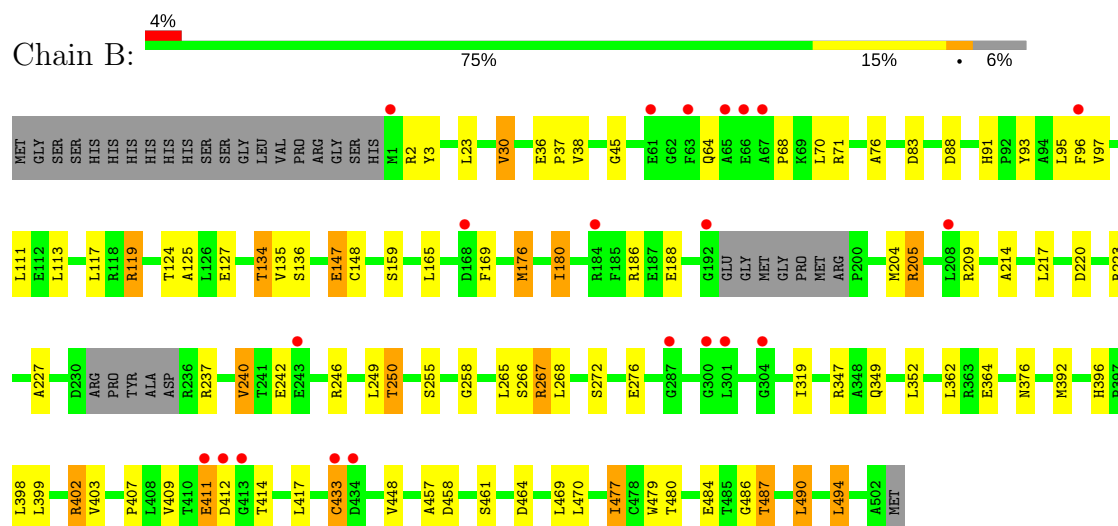 4%
Chain B:
75% 15% • 6%
MET GLY SER SER HIS HIS HIS HIS HIS HIS SER SER GLY LEU VAL PRO ARG GLY SER HIS M1 R2 Y3 L23 V30 E36 P37 V38 G45 E61 G62 F63 Q64 A65 E66 A67 P68 K69 L70 R71 A76 D83 D88 H91 P92 Y93 A94 L95 F96 V97
L111 E112 L113 L117 R118 R119 T124 A125 L126 E127 T134 V135 S136 E147 C148 S159 L165 D168 F169 M176 I180 R184 F185 R186 E187 E188 G192 GLU GLY MET GLY PRO MET ARG P200 M204 R205 L208 R209 A214 L217 D220
A227 D230 ARG PRO TYR ALA ASP R236 R237 V240 T241 E242 E243 R246 L249 T250 S255 G258 L265 S266 R267 L268 S272 E276 G287 G300 L301 G304 I319 R347 A348 Q349 L352 L362 R363 E364 N376 M392 H396
L398 L399 R402 V403 P407 L408 V409 T410 E411 D412 G413 T414 L417 C433 D434 V448 A457 D458 S461 D464 L469 L470 I477 C478 W479 T480 E484 T485 G486 T487 L490 L494 A502 MET